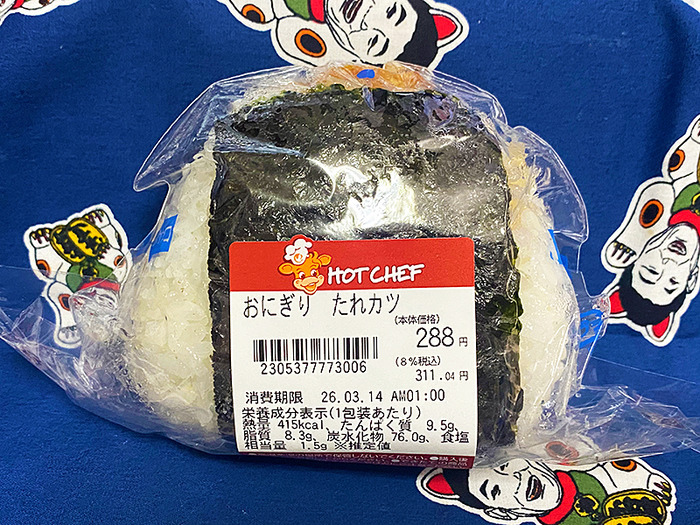 HOT CHEF
おにぎり たれカツ
(本体価格)
288円
(8%税込)
311.04円
2305377773006
消費期限 26.03.14 AM01:00
栄養成分表示(1包装あたり)
熱量 415kcal、たんぱく質 9.5g、
脂質 8.3g、炭水化物 76.0g、食塩
相当量 1.5g ※推定値